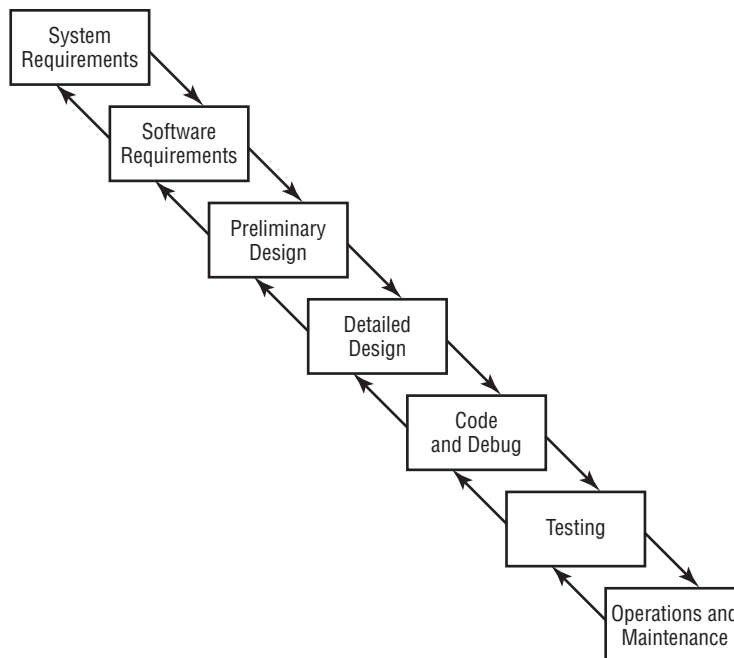 System
Requirements
Software
Requirements
Preliminary
Design
Detailed
Design
Code
and Debug
Testing
Operations and
Maintenance